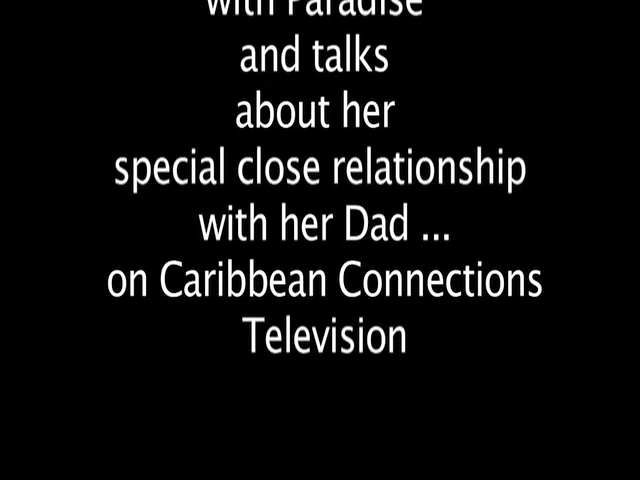 with Paradise
and talks
about her
special close relationship
with her Dad ...
on Caribbean Connections
Television